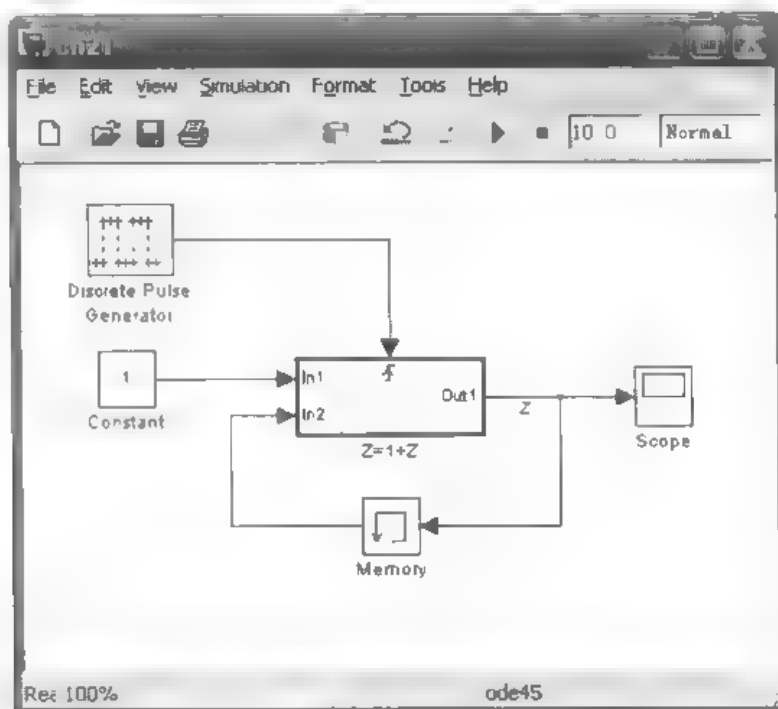 File Edit View Simulation Format Tools Help
Normal
Discrete Pulse
Generator
1
Constant
In1
In2
Out1
Z=1+Z
Z
Scope
Memory
100%
ode45